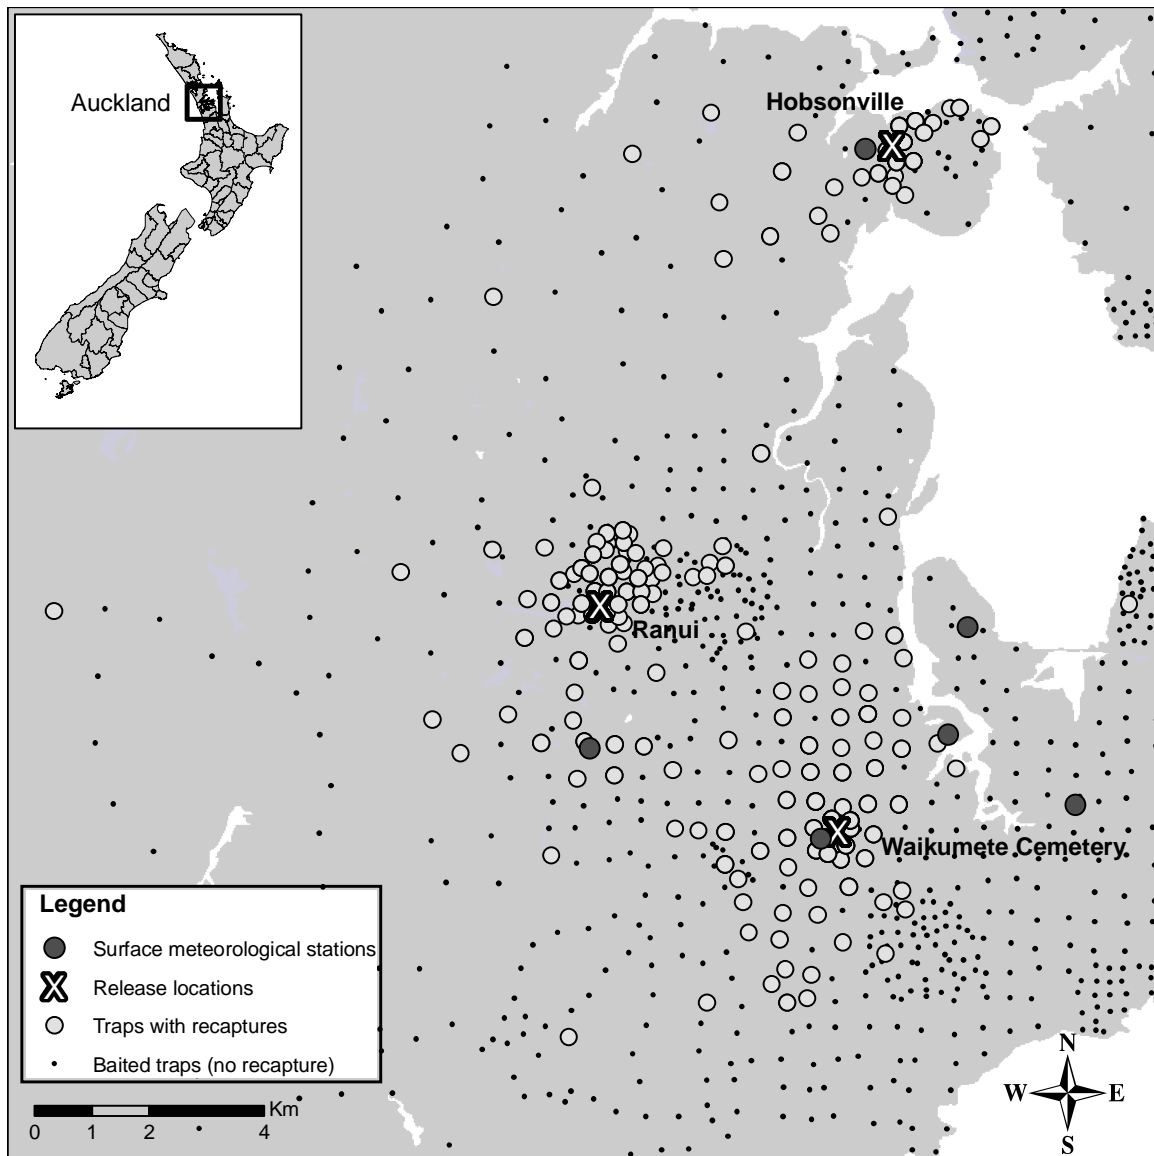 Auckland
Hobsonville
Ranui
Waikumete Cemetery
Legend
Surface meteorological stations
Release locations
Traps with recaptures
Baited traps (no recapture)
Km
0 1 2 4
N
W E
S